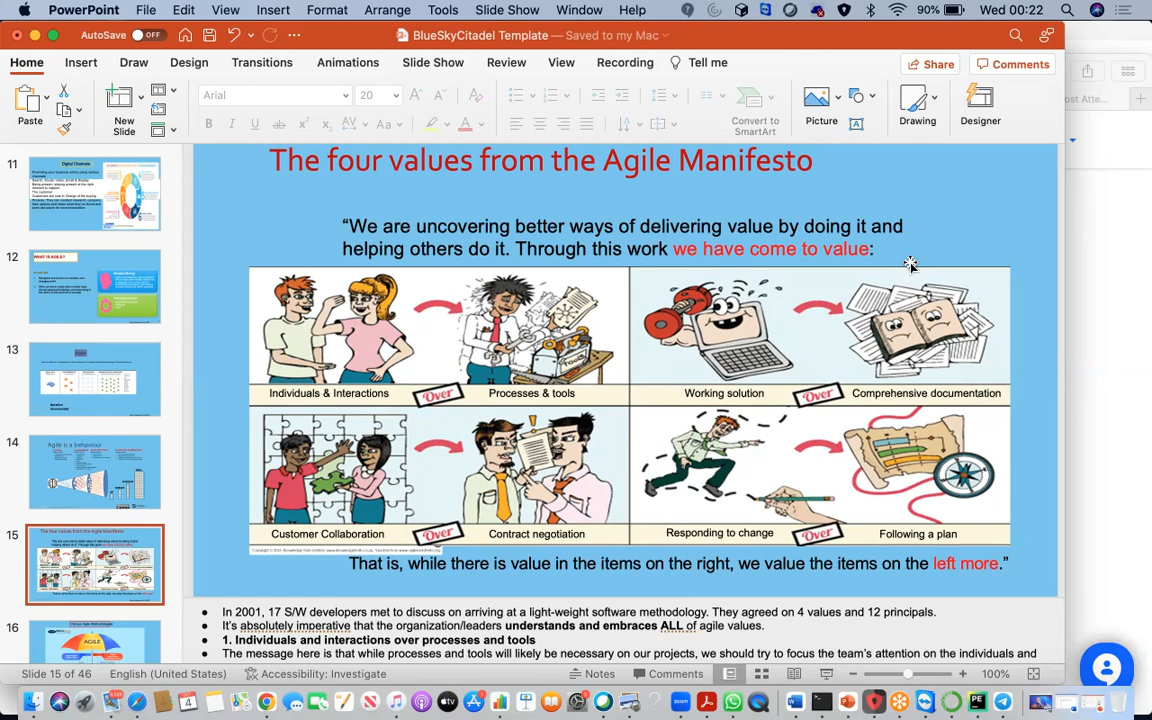 PowerPoint File Edit View Insert Format Arrange Tools Slide Show Window Help 90% Wed 00:22
AutoSave OFF BlueSkyCitadel Template — Saved to my Mac
Home Insert Draw Design Transitions Animations Slide Show Review View Recording Tell me Share Comments
Arial 20
Paste New Slide Convert to SmartArt Picture Drawing Designer
11
Digital Channels
12
WHAT IS AGILE?
13
14
Agile is a behaviour
15
The four values from the Agile Manifesto
16
AGILE
The four values from the Agile Manifesto
“We are uncovering better ways of delivering value by doing it and
helping others do it. Through this work we have come to value:
Individuals & Interactions Over Processes & tools
Working solution Over Comprehensive documentation
Customer Collaboration Over Contract negotiation
Responding to change Over Following a plan
That is, while there is value in the items on the right, we value the items on the left more.”
• In 2001, 17 S/W developers met to discuss on arriving at a light-weight software methodology. They agreed on 4 values and 12 principals.
• It's absolutely imperative that the organization/leaders understands and embraces ALL of agile values.
• 1. Individuals and interactions over processes and tools
• The message here is that while processes and tools will likely be necessary on our projects, we should try to focus the team's attention on the individuals and
Slide 15 of 46 Accessibility: Investigate Notes Comments 100%